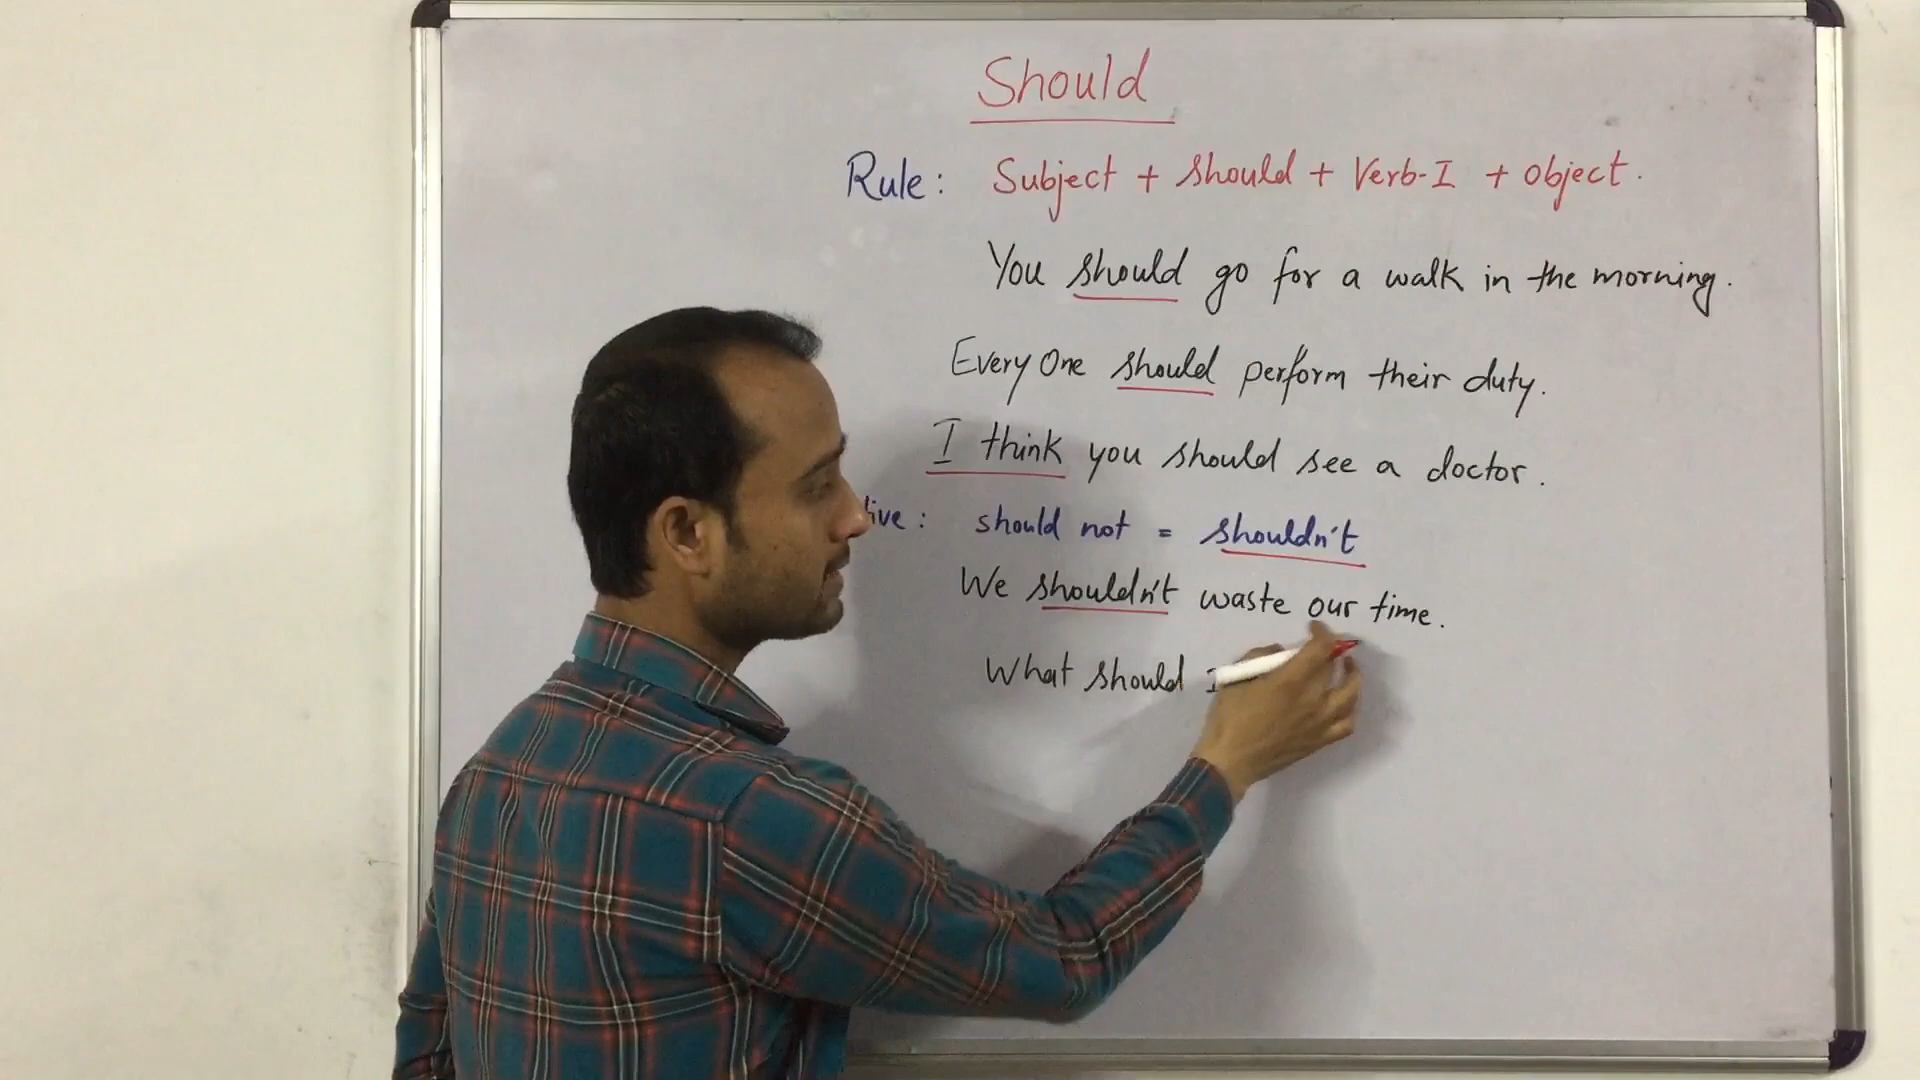 Should
Rule: Subject + should + Verb-I + object.
You should go for a walk in the morning.
Every One should perform their duty.
I think you should see a doctor.
tive: should not = shouldn't
We shouldn't waste our time.
What should I